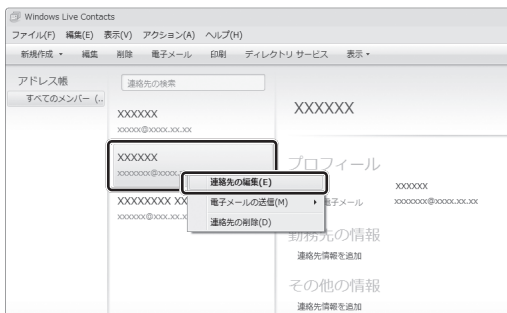 Windows Live Contacts
ファイル(F) 編集(E) 表示(V) アクション(A) ヘルプ(H)
新規作成 編集 削除 電子メール 印刷 ディレクトリ サービス 表示
アドレス帳
すべてのメンバー (..
連絡先の検索
XXXXXX
xxxxx@xxxx.xx.xx
XXXXXX
xxxxxxx@xxxx.
XXXXXXXX XX
xxxxxx@xxx.xx.x
連絡先の編集(E)
電子メールの送信(M)
連絡先の削除(D)
XXXXXX
プロフィール
XXXXXX
電子メール xxxxxxx@xxxx.xx.xx
勤務先の情報
連絡先情報を追加
その他の情報
連絡先情報を追加